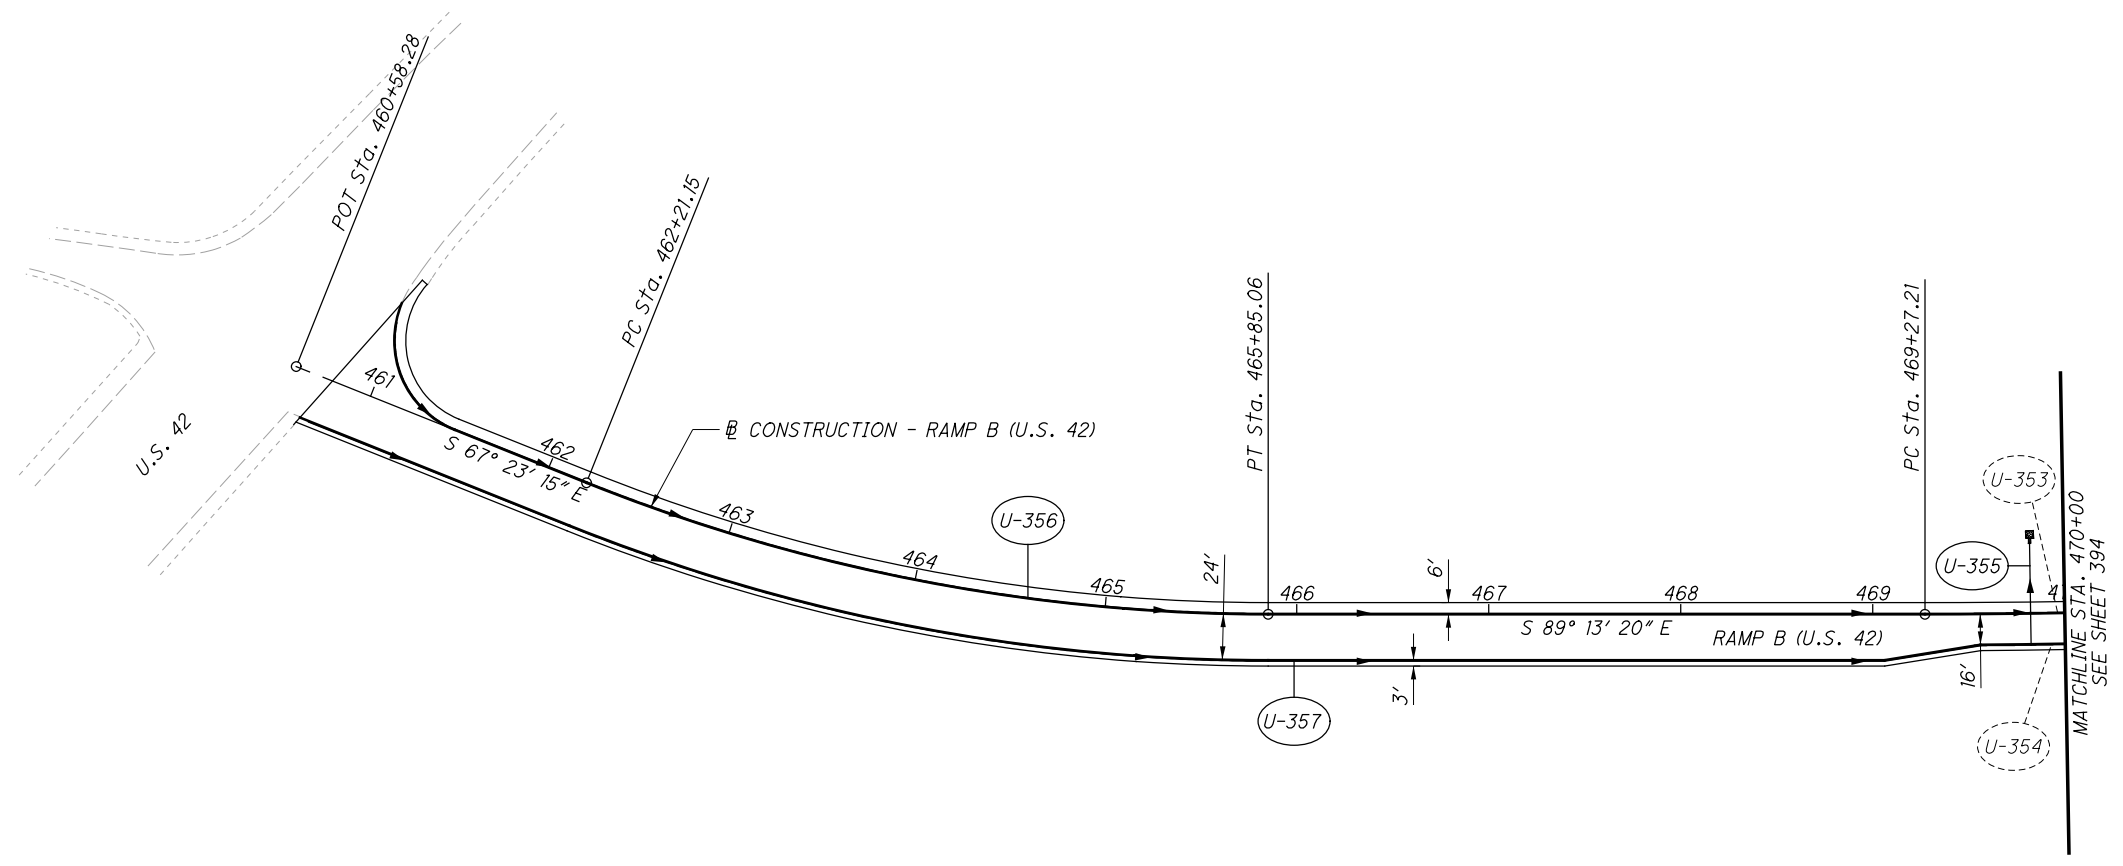 POT Sta. 460+58.28
PC Sta. 462+21.15
PT Sta. 465+85.06
PC Sta. 469+27.21
U.S. 42
461
462
463
464
465
466
467
468
469
S 67° 23' 15" E
℄ CONSTRUCTION - RAMP B (U.S. 42)
U-356
24'
6'
S 89° 13' 20" E
RAMP B (U.S. 42)
3'
U-357
16'
U-353
U-355
U-354
MATCHLINE STA. 470+00
SEE SHEET 394